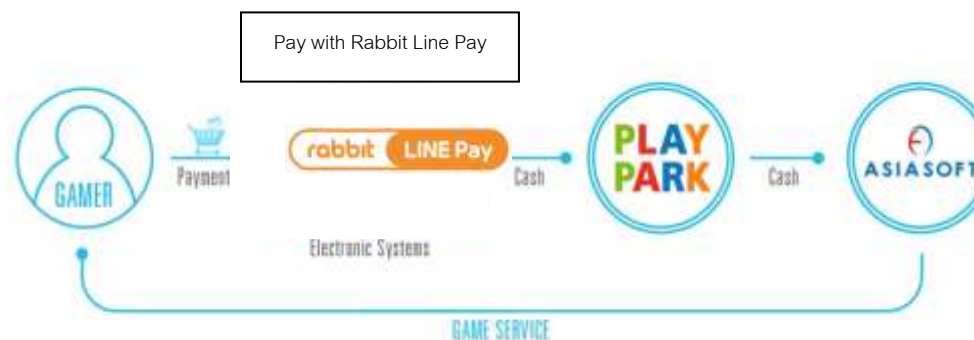 Pay with Rabbit Line Pay
GAMER
Payment
rabbit LINE Pay
Cash
PLAY
PARK
Cash
ASIASOFT
Electronic Systems
GAME SERVICE